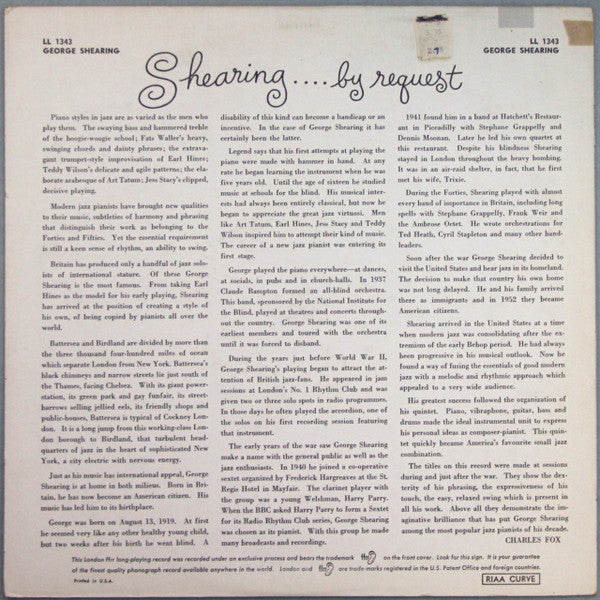 LL 1343
GEORGE SHEARING
LL 1343
GEORGE SHEARING
Shearing....by request
Piano styles in jazz are as varied as the men who
play them. The swaying bass and hammered treble
of the boogie-woogie school; Fats Waller's heavy,
swinging chords and dainty phrases; the extrava-
gant trumpet-style improvisation of Earl Hines;
Teddy Wilson's delicate and agile patterns; the ela-
borate arabesque of Art Tatum; Jess Stacy's clipped,
decisive playing.
Modern jazz pianists have brought new qualities
to their music, subtleties of harmony and phrasing
that distinguish their work as belonging to the
Forties and Fifties. Yet the essential requirement
is still a keen sense of rhythm, an ability to swing.
Britain has produced only a handful of jazz solo-
ists of international stature. Of these George
Shearing is the most famous. From taking Earl
Hines as the model for his early playing, Shearing
has arrived at the position of creating a style of
his own, of being copied by pianists all over the
world.
Battersea and Birdland are divided by more than
the three thousand four-hundred miles of ocean
which separate London from New York. Battersea's
black chimneys and narrow streets lie just south of
the Thames, facing Chelsea. With its giant power-
station, its green park and gay funfair, its street-
barrows selling jellied eels, its friendly shops and
public-houses, Battersea is typical of Cockney Lon-
don. It is a long jump from this working-class Lon-
don borough to Birdland, that turbulent head-
quarters of jazz in the heart of sophisticated New
York, a city electric with nervous energy.
Just as his music has international appeal, George
Shearing is at home in both milieus. Born in Bri-
tain, he has now become an American citizen. His
music has led him to his birthplace.
George was born on August 13, 1919. At first
he seemed very like any other healthy young child,
but two weeks after his birth he went blind. A
disability of this kind can become a handicap or an
incentive. In the case of George Shearing it has
certainly been the latter.
Legend says that his first attempts at playing the
piano were made with hammer in hand. At any
rate he began learning the instrument when he was
five years old. Until the age of sixteen he studied
music at schools for the blind. His musical inter-
ests had always been entirely classical, but now he
began to appreciate the great jazz virtuosi. Men
like Art Tatum, Earl Hines, Jess Stacy and Teddy
Wilson inspired him to attempt their kind of music.
The career of a new jazz pianist was entering its
first stage.
George played the piano everywhere—at dances,
at socials, in pubs and in church-halls. In 1937
Claude Bampton formed an all-blind orchestra.
This band, sponsored by the National Institute for
the Blind, played at theatres and concerts through-
out the country. George Shearing was one of its
earliest members and toured with the orchestra
until it was forced to disband.
During the years just before World War II,
George Shearing's playing began to attract the at-
tention of British jazz-fans. He appeared in jam
sessions at London's No. 1 Rhythm Club and was
given two or three solo spots in radio programmes.
In those days he often played the accordion, one of
the solos on his first recording session featuring
that instrument.
The early years of the war saw George Shearing
make a name with the general public as well as the
jazz enthusiasts. In 1940 he joined a co-operative
sextet organized by Frederick Hargreaves at the St.
Regis Hotel in Mayfair. The clarinet player with
the group was a young Welshman, Harry Parry.
When the BBC asked Harry Parry to form a Sextet
for its Radio Rhythm Club series, George Shearing
was chosen as its pianist. With this group he made
many broadcasts and recordings.
1941 found him in a band at Hatchett's Restaur-
ant in Piccadilly with Stephane Grappelly and
Dennis Moonan. Later he led his own quartet at
this restaurant. Despite his blindness Shearing
stayed in London throughout the heavy bombing.
It was in an air-raid shelter, in fact, that he first
met his wife, Trixie.
During the Forties, Shearing played with almost
every band of importance in Britain, including long
spells with Stephane Grappelly, Frank Weir and
the Ambrose Octet. He wrote orchestrations for
Ted Heath, Cyril Stapleton and many other band-
leaders.
Soon after the war George Shearing decided to
visit the United States and hear jazz in its homeland.
The decision to make that country his own home
was not long delayed. He and his family arrived
there as immigrants and in 1952 they became
American citizens.
Shearing arrived in the United States at a time
when modern jazz was consolidating after the ex-
tremism of the early Bebop period. He had always
been progressive in his musical outlook. Now he
found a way of fusing the essentials of good modern
jazz with a melodic and rhythmic approach which
appealed to a very wide audience.
His greatest success followed the organization of
his quintet. Piano, vibraphone, guitar, bass and
drums made the ideal instrumental unit to express
his personal ideas as composer-pianist. This quin-
tet quickly became America's favourite small jazz
combination.
The titles on this record were made at sessions
during and just after the war. They show the dex-
terity of his phrasing, the expressiveness of his
touch, the easy, relaxed swing which is present in
all his work. Above all they demonstrate the im-
aginative brilliance that has put George Shearing
among the most popular jazz pianists of his decade.
CHARLES FOX
This London ffrr long-playing record was recorded under an exclusive process and bears the trademark ffrr on the front cover. Look for this sign. It is your guarantee
of the finest quality phonograph record available anywhere in the world. London and ffrr are trade-marks registered in the U.S. Patent Office and foreign countries.
Printed in U.S.A.
RIAA CURVE